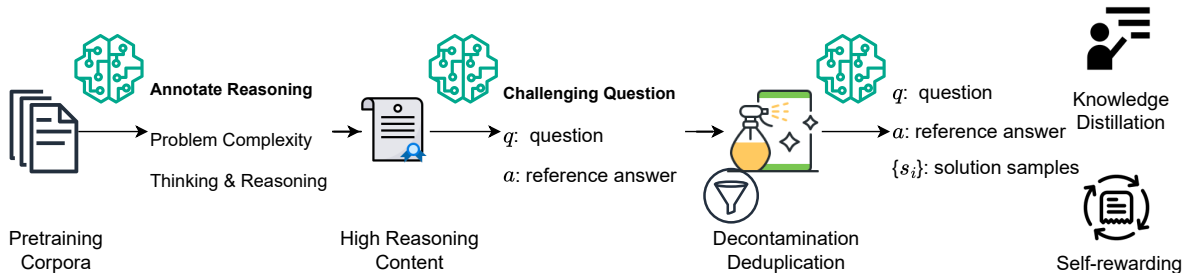 Annotate Reasoning
Problem Complexity
Thinking & Reasoning
Pretraining
Corpora
High Reasoning
Content
Challenging Question
q: question
a: reference answer
Decontamination
Deduplication
q: question
a: reference answer
{s_i}: solution samples
Knowledge
Distillation
Self-rewarding